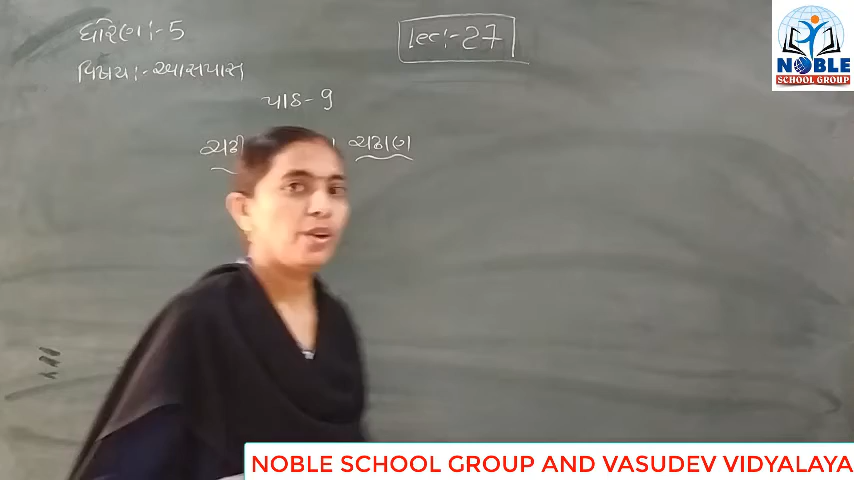 ધોરણ :- 5
lec :- 27
વિષય :- આસપાસ
પાઠ - 9
ચઢાણ
NOBLE
SCHOOL GROUP
NOBLE SCHOOL GROUP AND VASUDEV VIDYALAYA